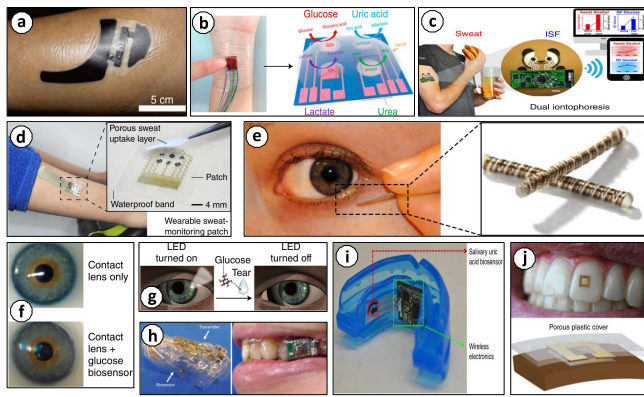 a
5 cm
b
Glucose
Uric acid
Lactate
Urea
c
Sweat
ISF
Dual iontophoresis
d
Porous sweat
uptake layer
Patch
Waterproof band
4 mm
Wearable sweat-
monitoring patch
e
f
Contact
lens only
Contact
lens +
glucose
biosensor
g
LED
turned on
Glucose
Tear
LED
turned off
h
Transmitter
Biosensor
i
Salivary uric
acid biosensor
Wireless
electronics
j
Porous plastic cover